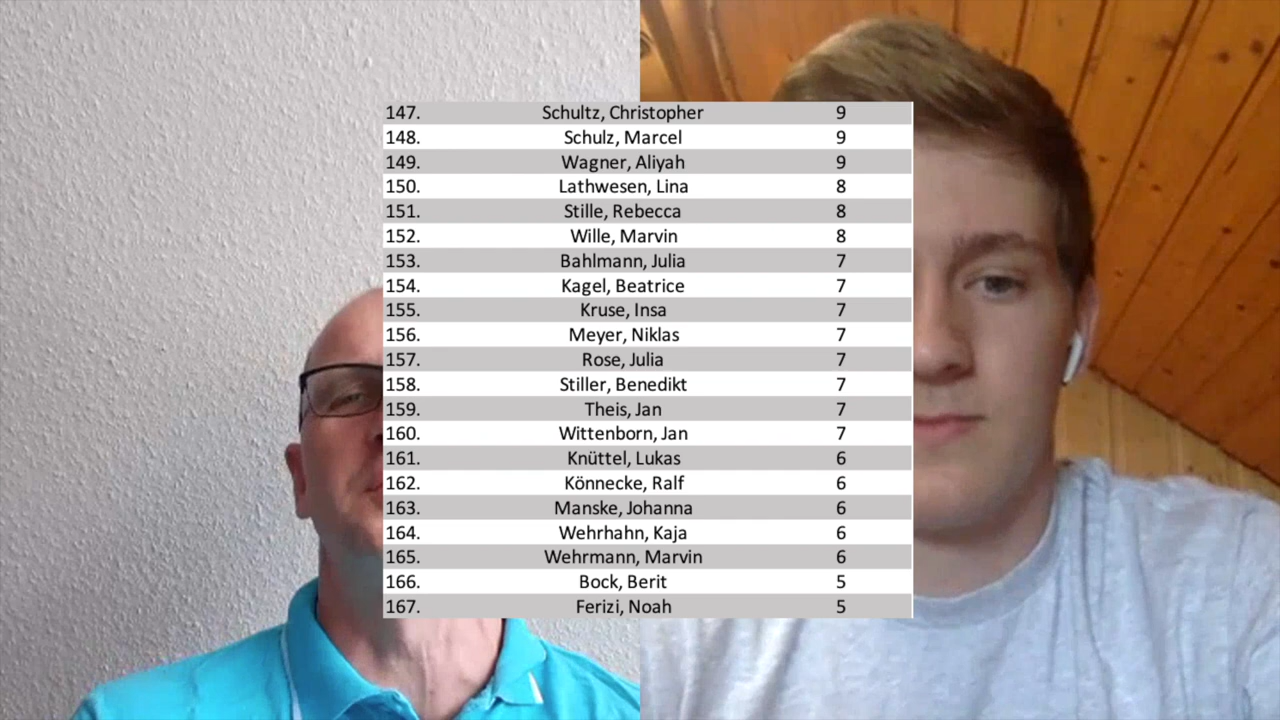 147. Schultz, Christopher 9
148. Schulz, Marcel 9
149. Wagner, Aliyah 9
150. Lathwesen, Lina 8
151. Stille, Rebecca 8
152. Wille, Marvin 8
153. Bahlmann, Julia 7
154. Kagel, Beatrice 7
155. Kruse, Insa 7
156. Meyer, Niklas 7
157. Rose, Julia 7
158. Stiller, Benedikt 7
159. Theis, Jan 7
160. Wittenborn, Jan 7
161. Knüttel, Lukas 6
162. Könnecke, Ralf 6
163. Manske, Johanna 6
164. Wehrhahn, Kaja 6
165. Wehrmann, Marvin 6
166. Bock, Berit 5
167. Ferizi, Noah 5